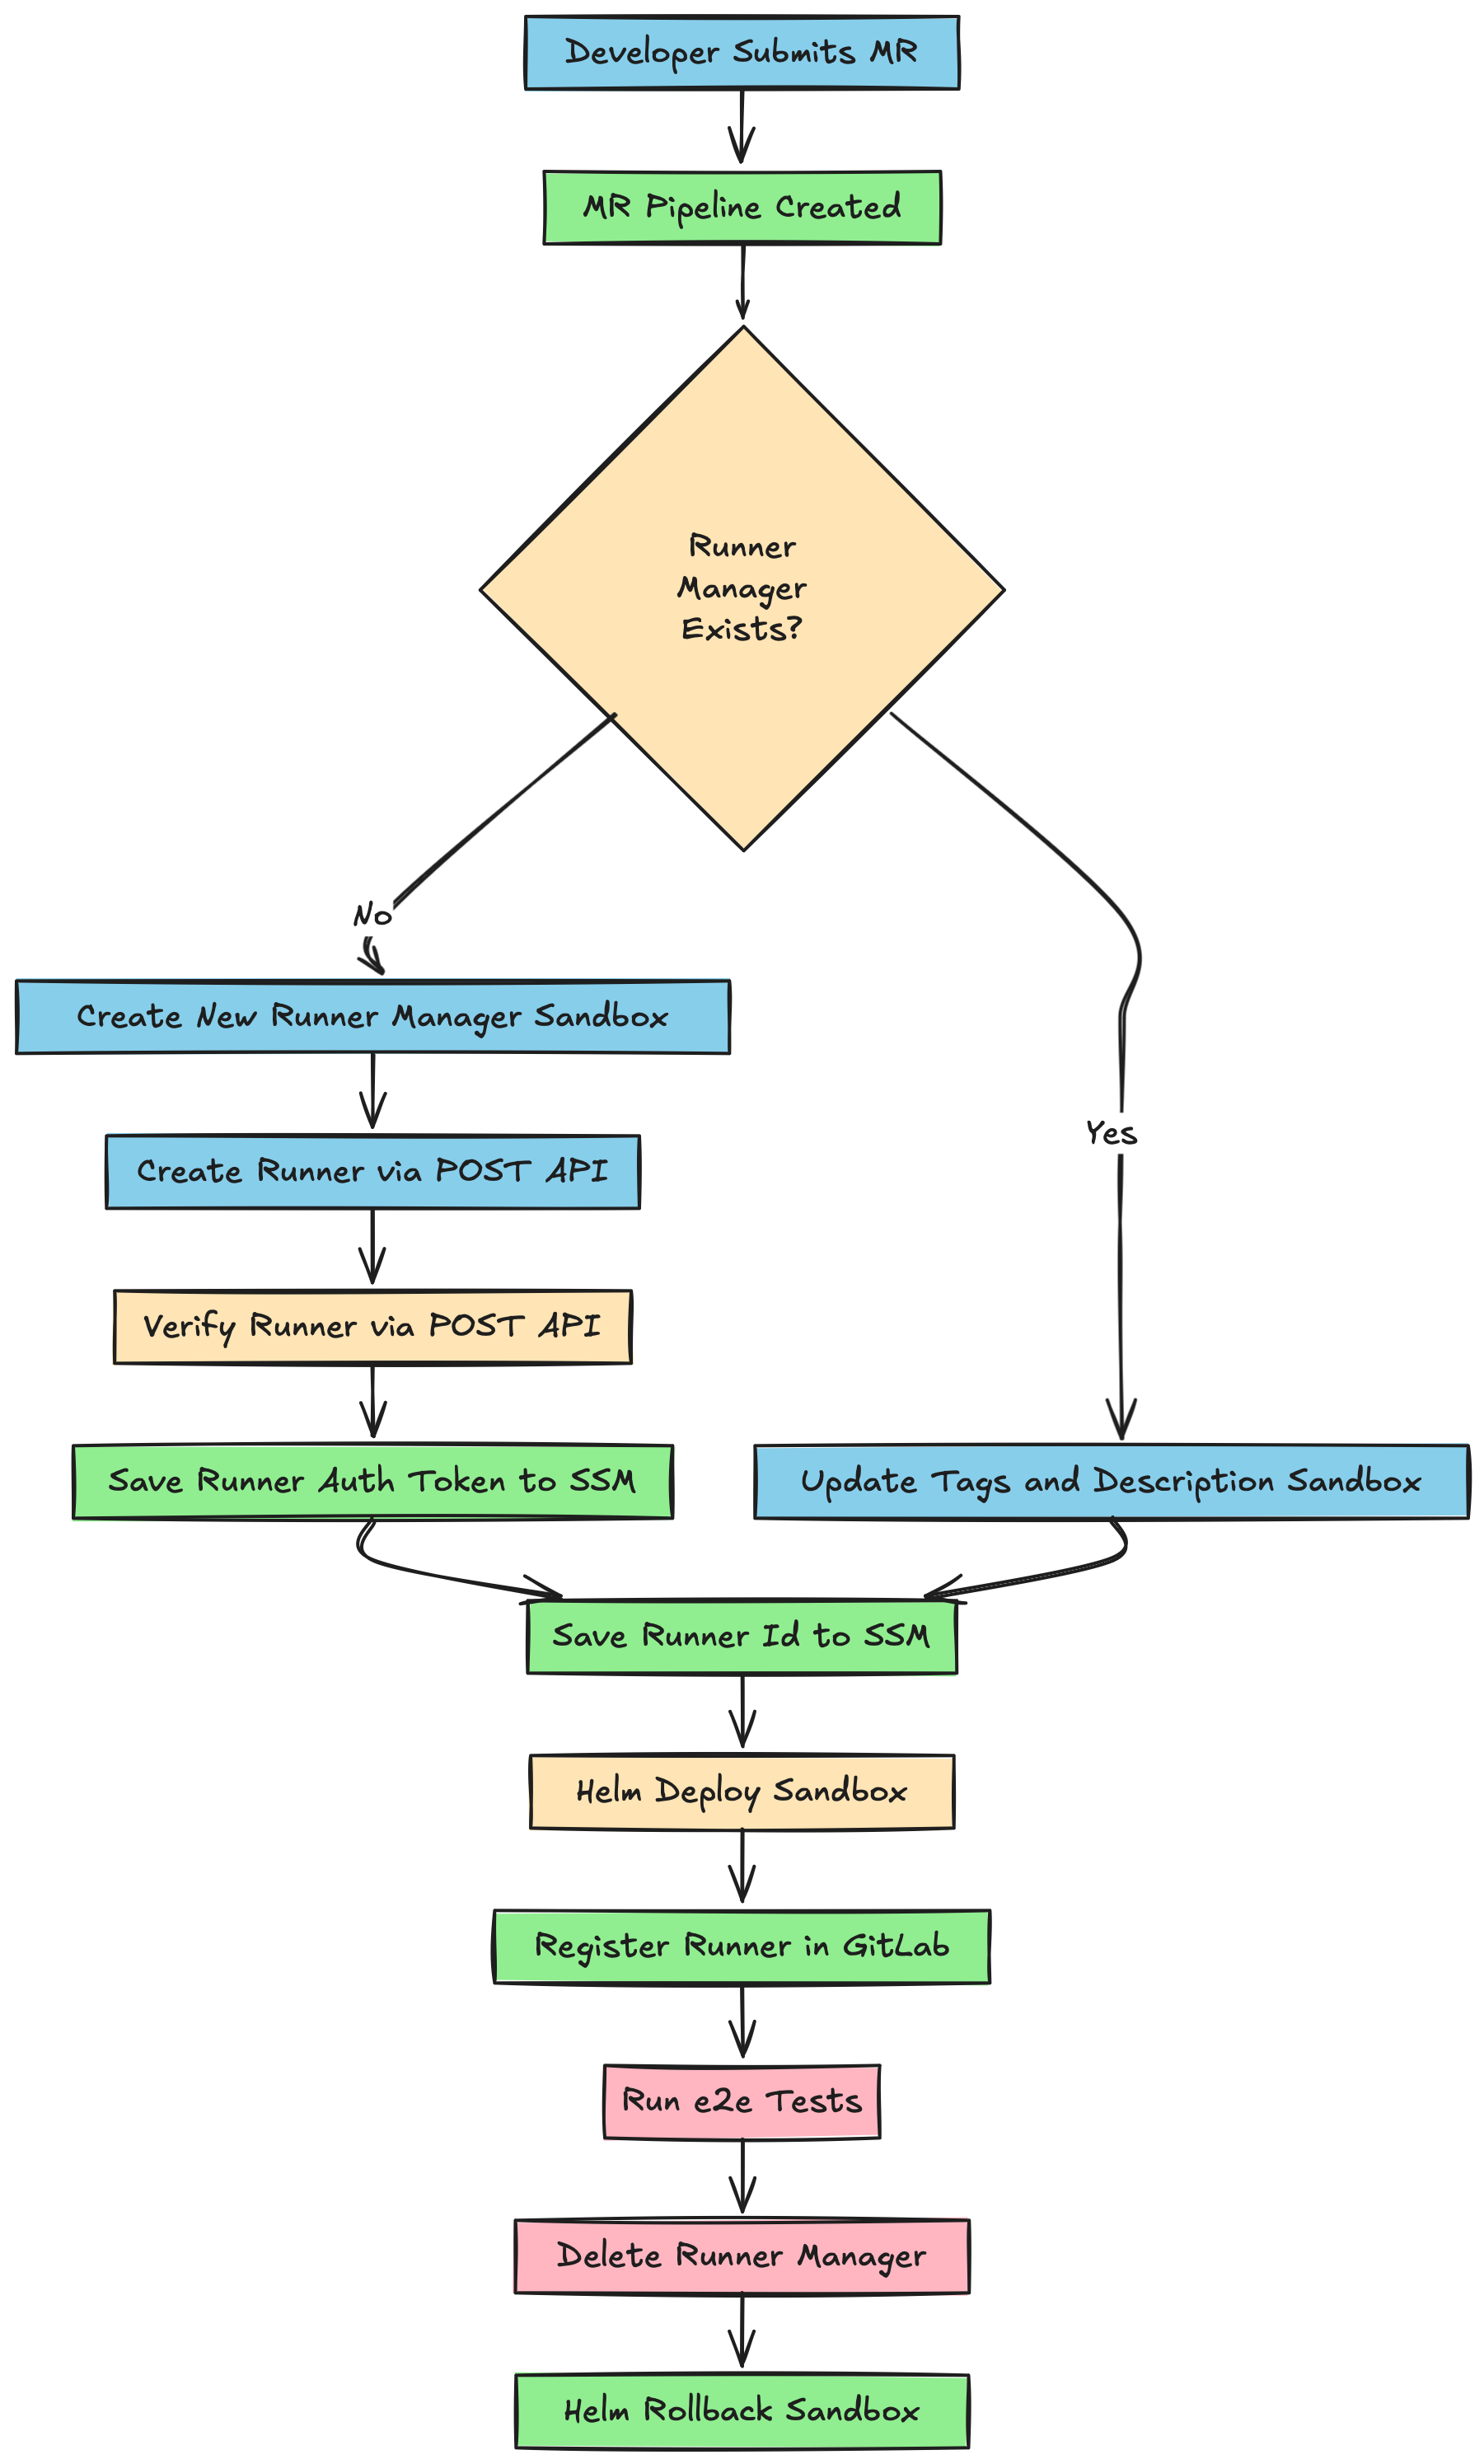 Developer Submits MR
MR Pipeline Created
Runner
Manager
Exists?
No
Create New Runner Manager Sandbox
Yes
Create Runner via POST API
Verify Runner via POST API
Save Runner Auth Token to SSM
Update Tags and Description Sandbox
Save Runner Id to SSM
Helm Deploy Sandbox
Register Runner in GitLab
Run e2e Tests
Delete Runner Manager
Helm Rollback Sandbox